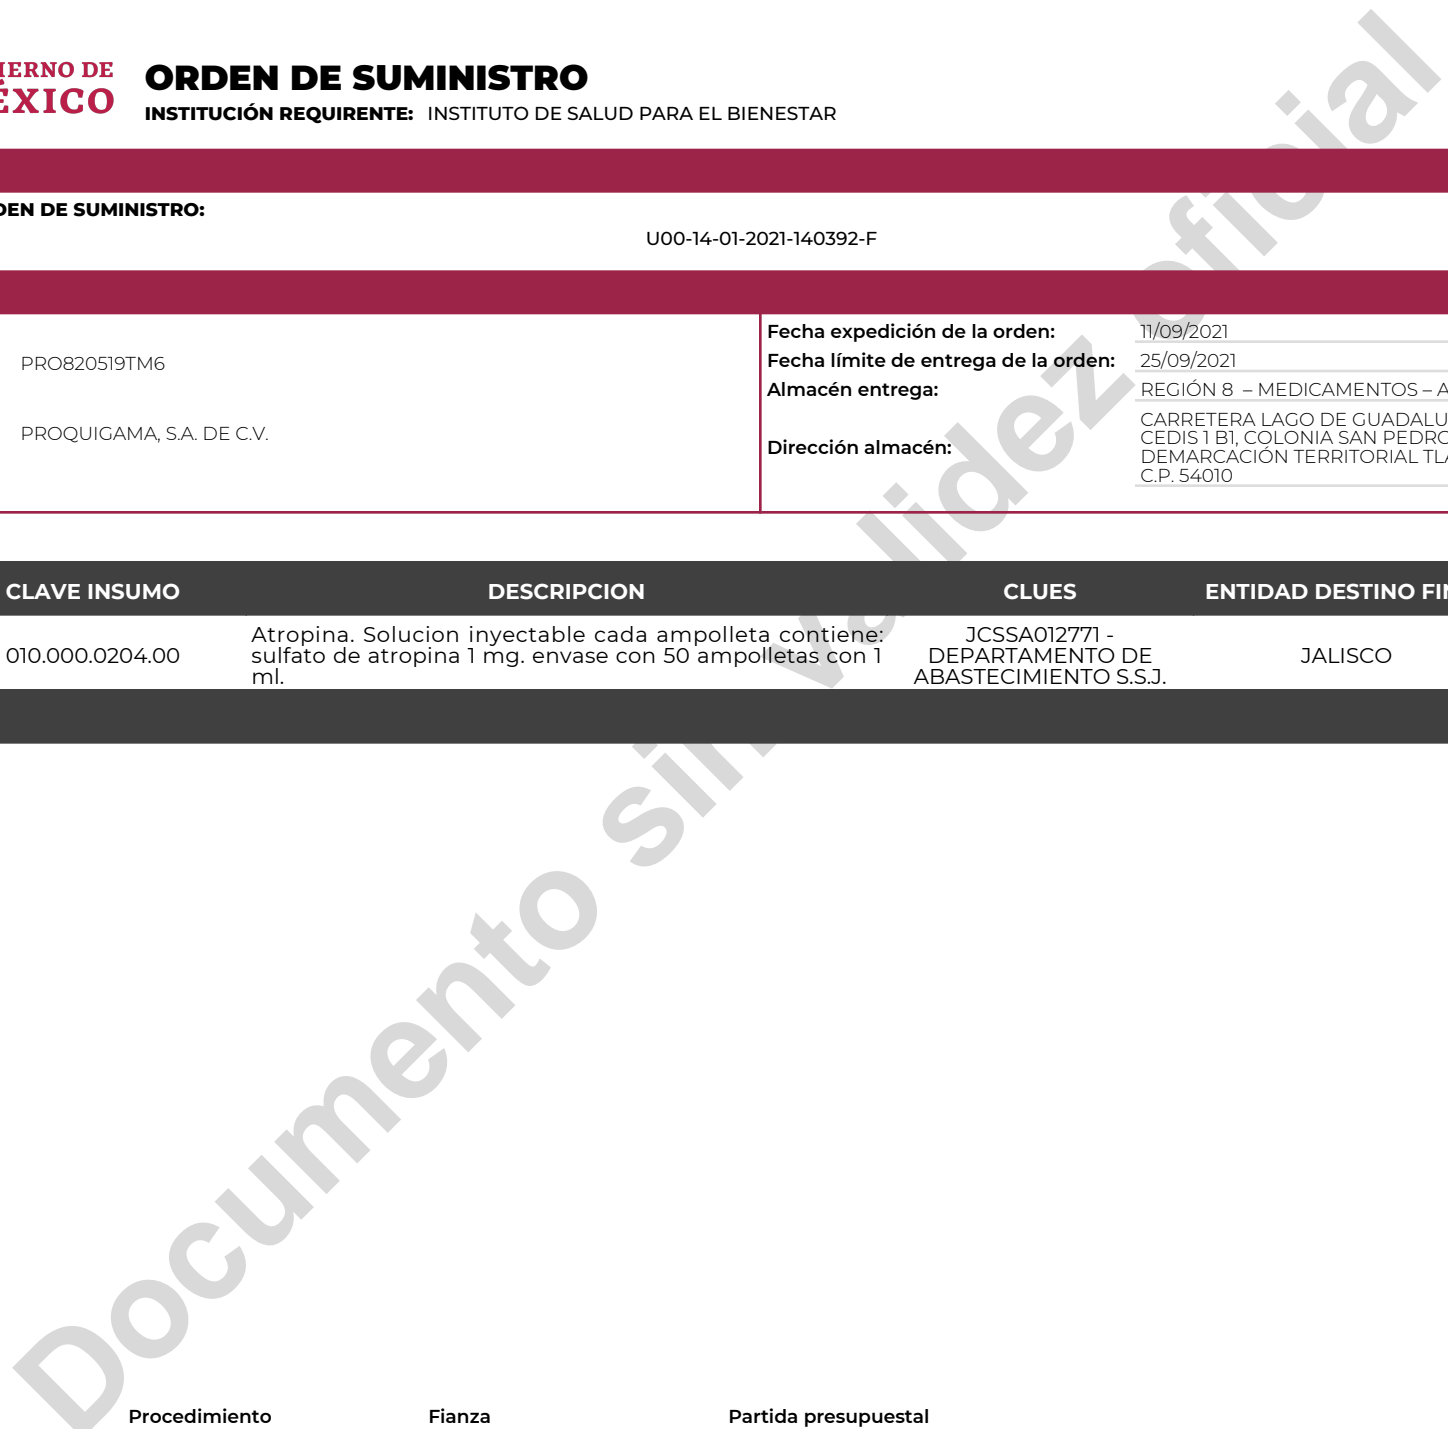 IERNO DE
ÉXICO
ORDEN DE SUMINISTRO
INSTITUCIÓN REQUIRENTE: INSTITUTO DE SALUD PARA EL BIENESTAR
DEN DE SUMINISTRO:
U00-14-01-2021-140392-F
PRO820519TM6
PROQUIGAMA, S.A. DE C.V.
Fecha expedición de la orden: 11/09/2021
Fecha límite de entrega de la orden: 25/09/2021
Almacén entrega: REGIÓN 8 – MEDICAMENTOS – A
Dirección almacén:
CARRETERA LAGO DE GUADALU
CEDIS 1 B1, COLONIA SAN PEDRO
DEMARCACIÓN TERRITORIAL TLA
C.P. 54010
CLAVE INSUMO DESCRIPCION CLUES ENTIDAD DESTINO FIN
010.000.0204.00
Atropina. Solucion inyectable cada ampolleta contiene:
sulfato de atropina 1 mg. envase con 50 ampolletas con 1
ml.
JCSSA012771 -
DEPARTAMENTO DE
ABASTECIMIENTO S.S.J.
JALISCO
Documento sin validez oficial
Procedimiento Fianza Partida presupuestal